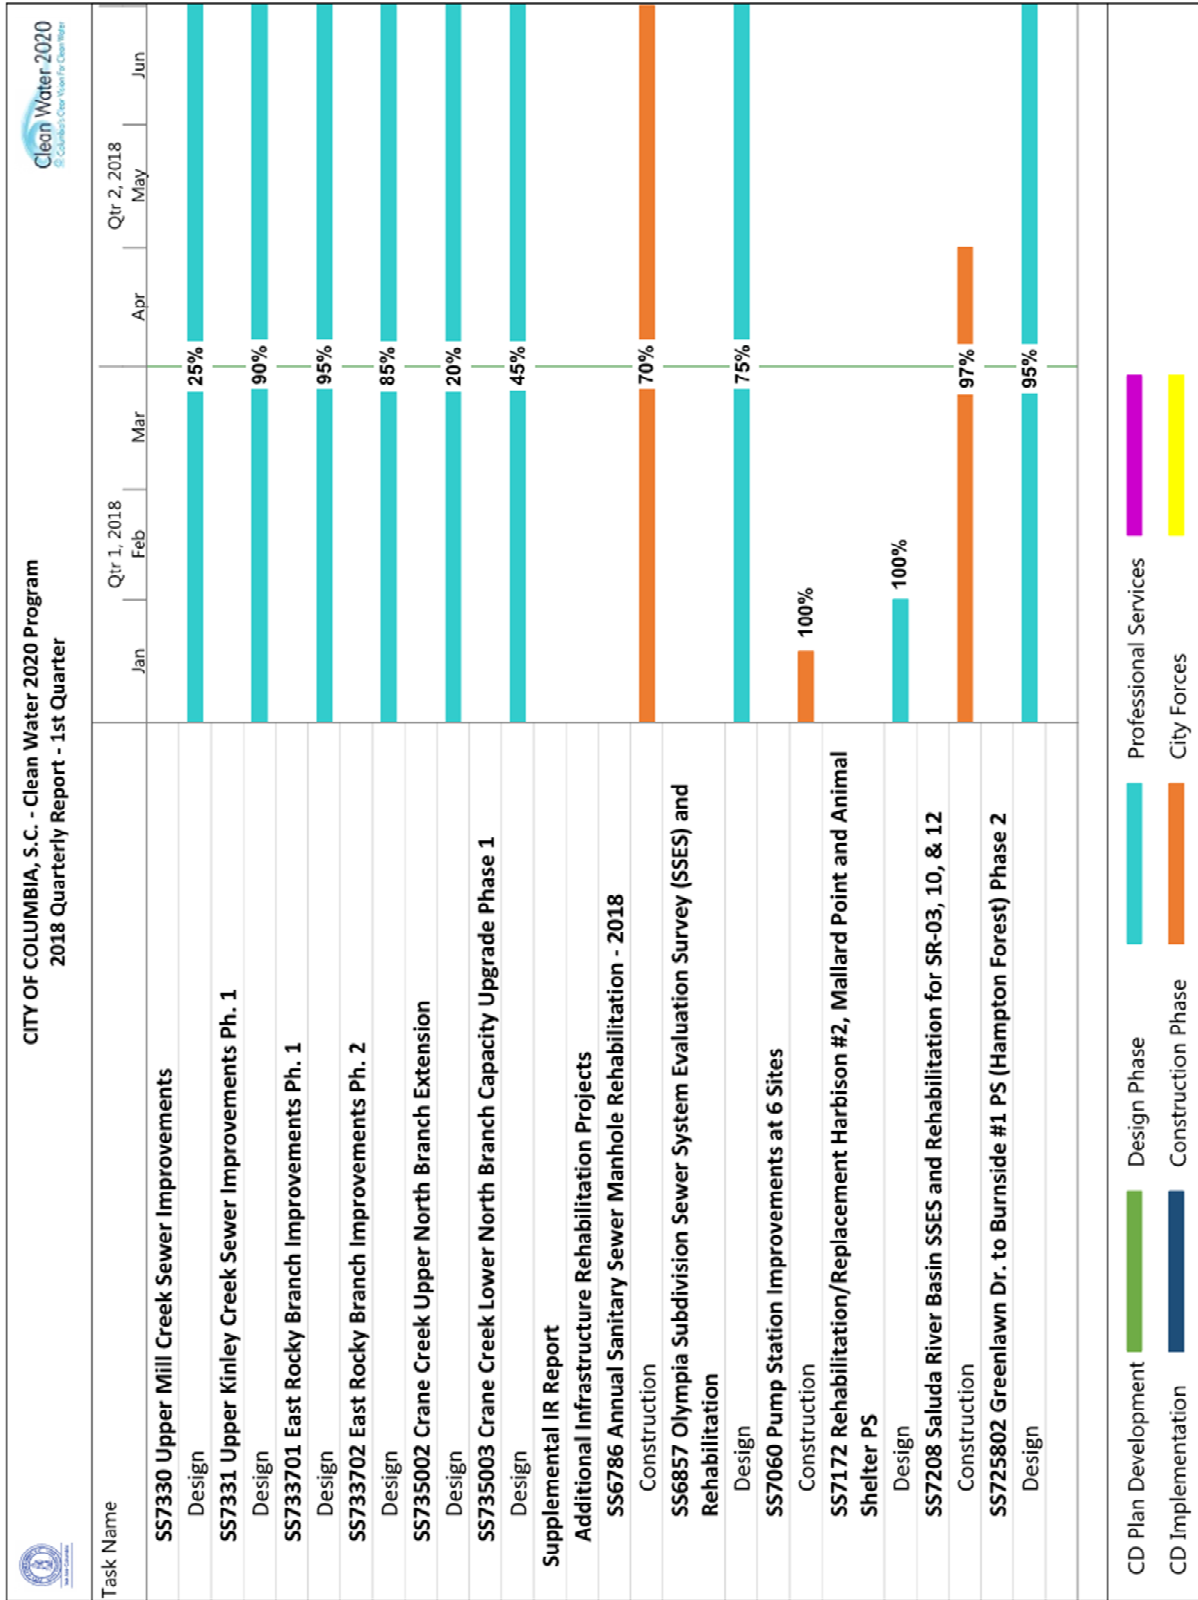 CITY OF COLUMBIA, S.C. - Clean Water 2020 Program
2018 Quarterly Report - 1st Quarter
Clean Water 2020
Task Name
Qtr 1, 2018
Qtr 2, 2018
Jan
Feb
Mar
Apr
May
Jun
SS7330 Upper Mill Creek Sewer Improvements
Design
25%
SS7331 Upper Kinley Creek Sewer Improvements Ph. 1
Design
90%
SS733701 East Rocky Branch Improvements Ph. 1
Design
95%
SS733702 East Rocky Branch Improvements Ph. 2
Design
85%
SS735002 Crane Creek Upper North Branch Extension
Design
20%
SS735003 Crane Creek Lower North Branch Capacity Upgrade Phase 1
Design
45%
Supplemental IR Report
Additional Infrastructure Rehabilitation Projects
SS6786 Annual Sanitary Sewer Manhole Rehabilitation - 2018
Construction
70%
SS6857 Olympia Subdivision Sewer System Evaluation Survey (SSES) and
Rehabilitation
Design
75%
SS7060 Pump Station Improvements at 6 Sites
Construction
100%
SS7172 Rehabilitation/Replacement Harbison #2, Mallard Point and Animal
Shelter PS
Design
100%
SS7208 Saluda River Basin SSES and Rehabilitation for SR-03, 10, & 12
Construction
97%
SS725802 Greenlawn Dr. to Burnside #1 PS (Hampton Forest) Phase 2
Design
95%
CD Plan Development
Design Phase
Professional Services
CD Implementation
Construction Phase
City Forces